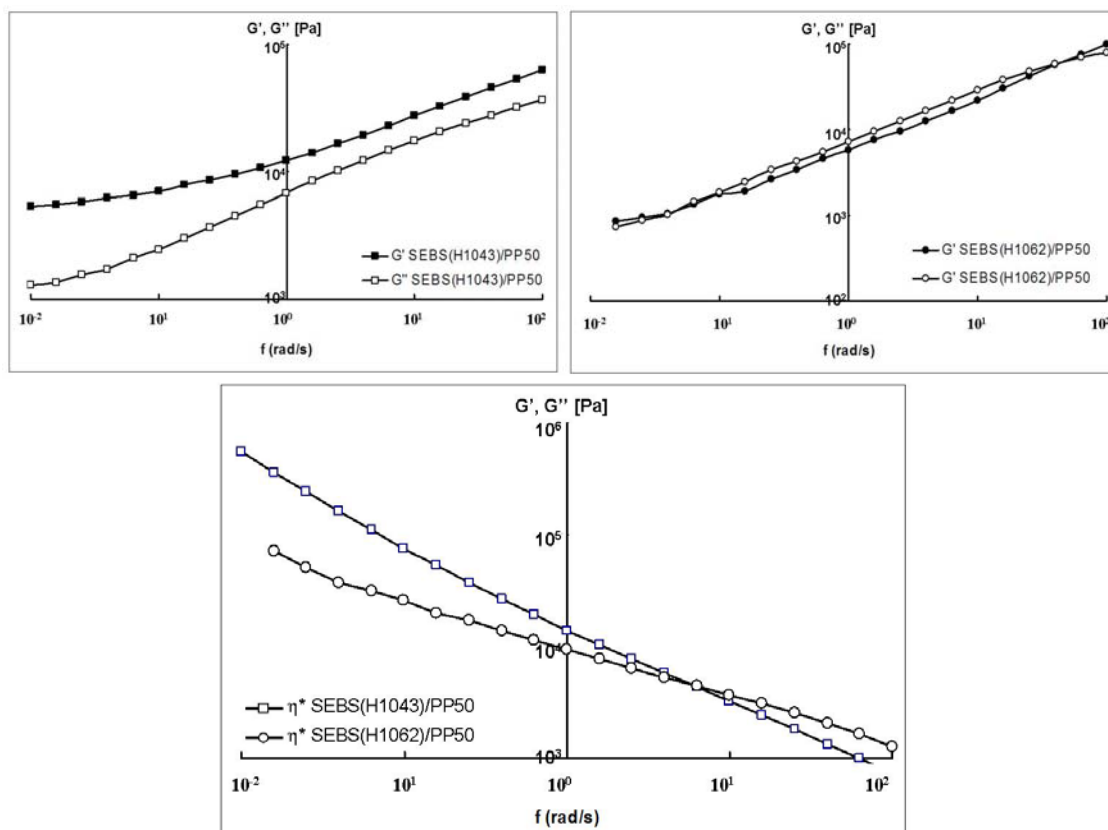 G', G'' [Pa]
10⁵
10⁴
G' SEBS(H1043)/PP50
G'' SEBS(H1043)/PP50
10³
10⁻² 10¹ 10⁰ 10¹ 10²
f (rad/s)
G', G'' [Pa]
10⁵
10⁴
10³
G' SEBS(H1062)/PP50
G' SEBS(H1062)/PP50
10²
10⁻² 10¹ 10⁰ 10¹ 10²
f (rad/s)
G', G'' [Pa]
10⁶
10⁵
10⁴
η* SEBS(H1043)/PP50
η* SEBS(H1062)/PP50
10³
10⁻² 10¹ 10⁰ 10¹ 10²
f (rad/s)